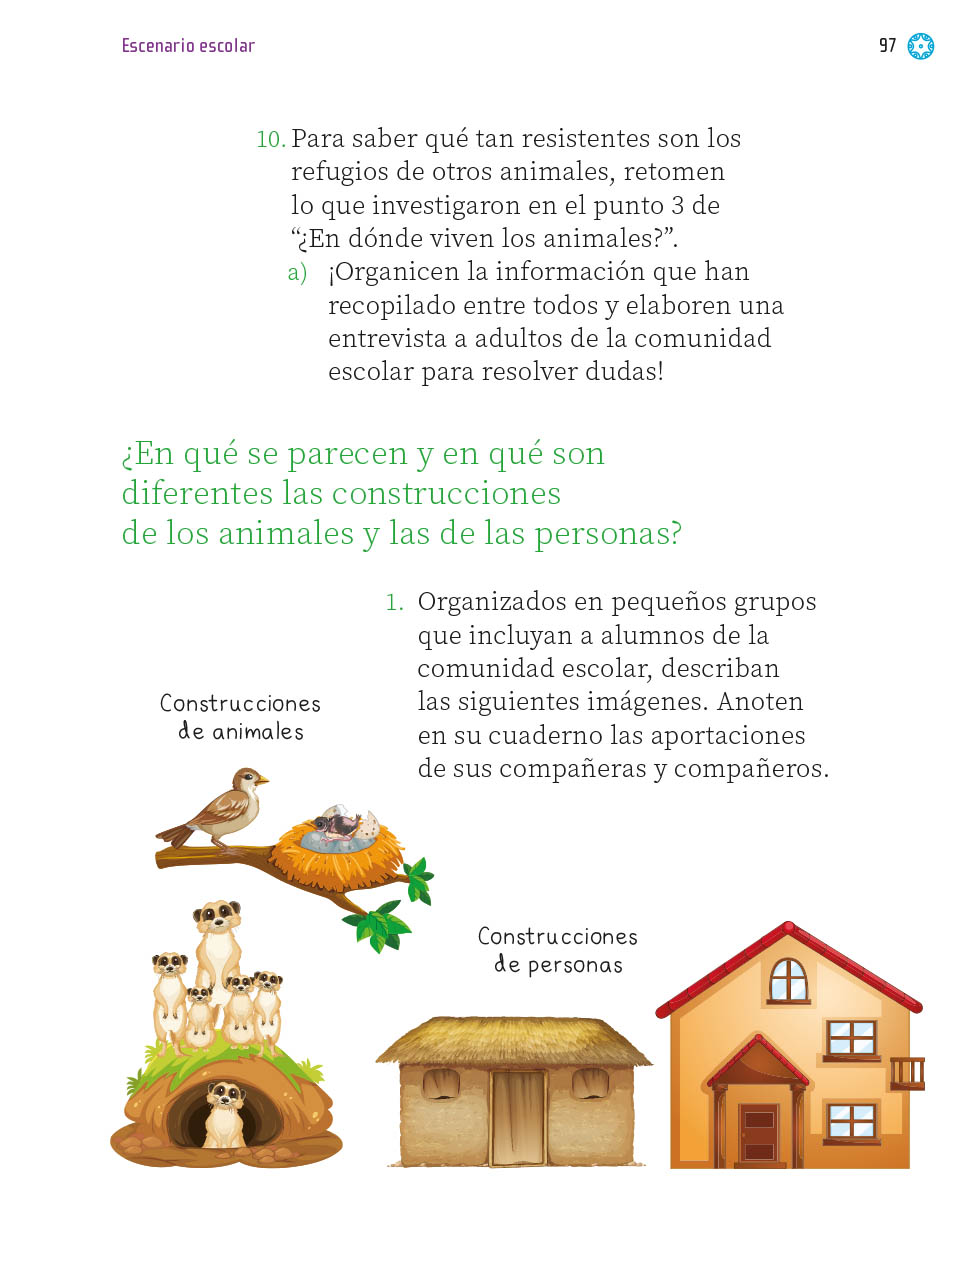 Escenario escolar
97
10. Para saber qué tan resistentes son los
refugios de otros animales, retomen
lo que investigaron en el punto 3 de
“¿En dónde viven los animales?”.
a) ¡Organicen la información que han
recopilado entre todos y elaboren una
entrevista a adultos de la comunidad
escolar para resolver dudas!
¿En qué se parecen y en qué son
diferentes las construcciones
de los animales y las de las personas?
1. Organizados en pequeños grupos
que incluyan a alumnos de la
comunidad escolar, describan
las siguientes imágenes. Anoten
en su cuaderno las aportaciones
de sus compañeras y compañeros.
Construcciones
de animales
Construcciones
de personas